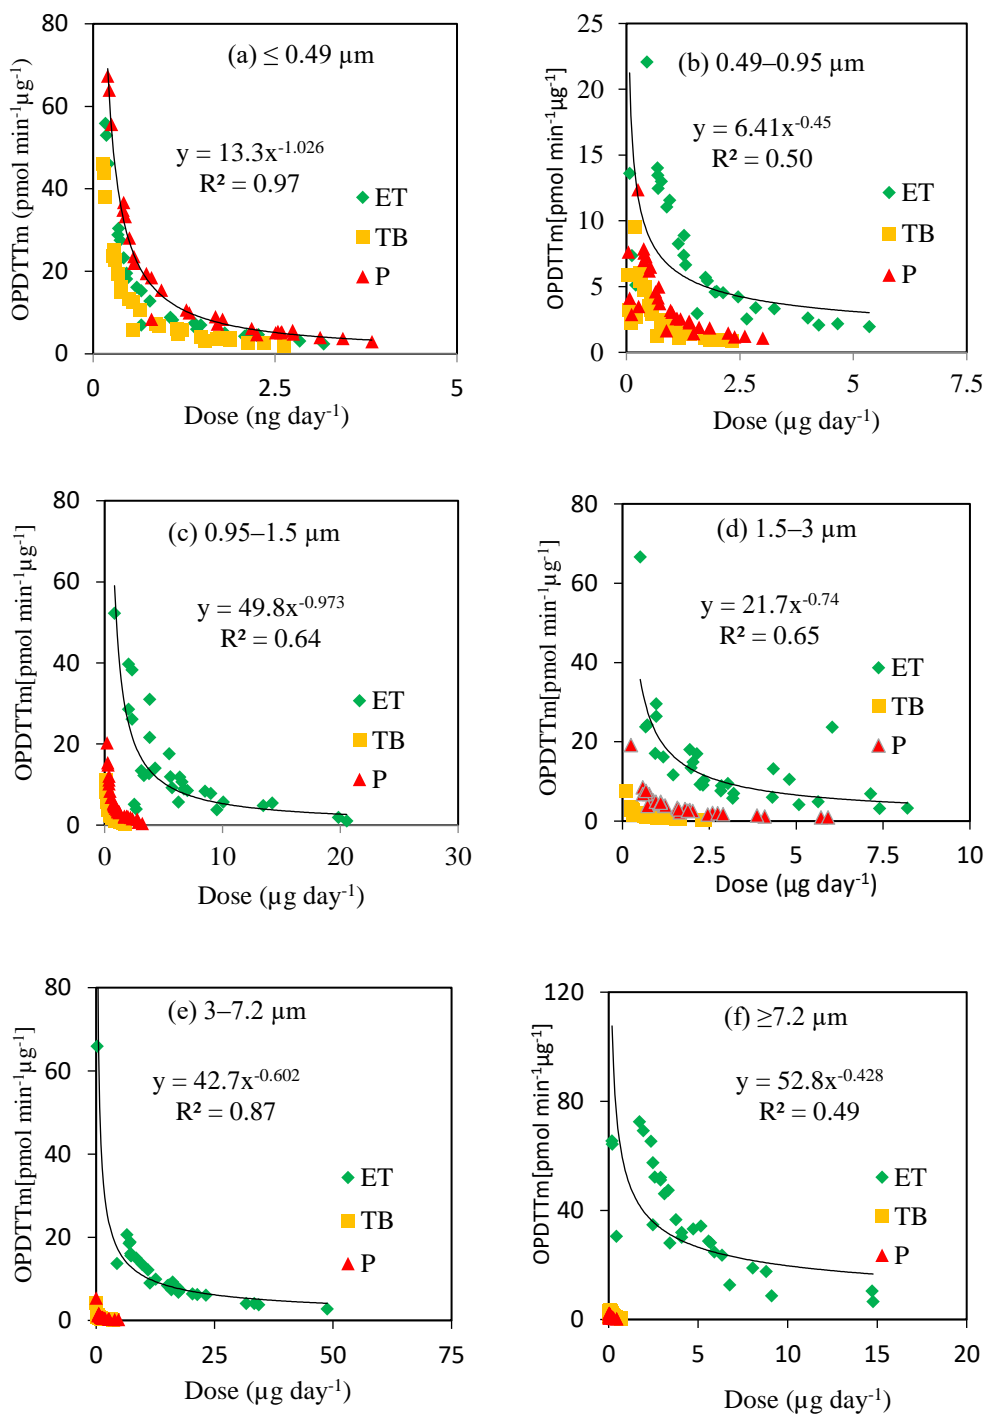 (a) ≤ 0.49 µm
OPDTTm (pmol min⁻¹µg⁻¹)
80
60
40
20
0
y = 13.3x⁻¹·⁰²⁶
R² = 0.97
ET
TB
P
0 2.5 5
Dose (ng day⁻¹)
(b) 0.49–0.95 µm
OPDTTm[pmol min⁻¹µg⁻¹]
25
20
15
10
5
0
y = 6.41x⁻⁰·⁴⁵
R² = 0.50
ET
TB
P
0 2.5 5 7.5
Dose (µg day⁻¹)
(c) 0.95–1.5 µm
OPDTTm[pmol min⁻¹µg⁻¹]
80
60
40
20
0
y = 49.8x⁻⁰·⁹⁷³
R² = 0.64
ET
TB
P
0 10 20 30
Dose (µg day⁻¹)
(d) 1.5–3 µm
OPDTTm[pmol min⁻¹µg⁻¹]
80
60
40
20
0
y = 21.7x⁻⁰·⁷⁴
R² = 0.65
ET
TB
P
0 2.5 5 7.5 10
Dose (µg day⁻¹)
(e) 3–7.2 µm
OPDTTm[pmol min⁻¹µg⁻¹]
80
60
40
20
0
y = 42.7x⁻⁰·⁶⁰²
R² = 0.87
ET
TB
P
0 25 50 75
Dose (µg day⁻¹)
(f) ≥7.2 µm
OPDTTm[pmol min⁻¹µg⁻¹]
120
80
40
0
y = 52.8x⁻⁰·⁴²⁸
R² = 0.49
ET
TB
P
0 5 10 15 20
Dose (µg day⁻¹)